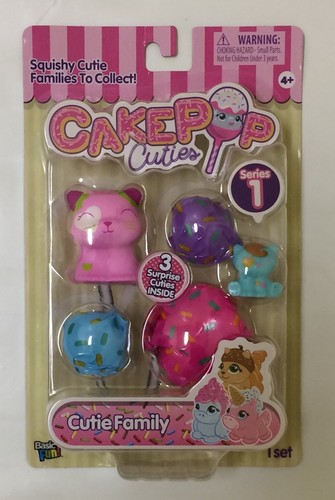 Squishy Cutie
Families To Collect!
WARNING:
CHOKING HAZARD - Small Parts.
Not for Children Under 3 years.
4+
CAKEPOP
Cuties
Series
1
3
Surprise
Cuties
INSIDE
Cutie Family
Basic
Fun!
1 set